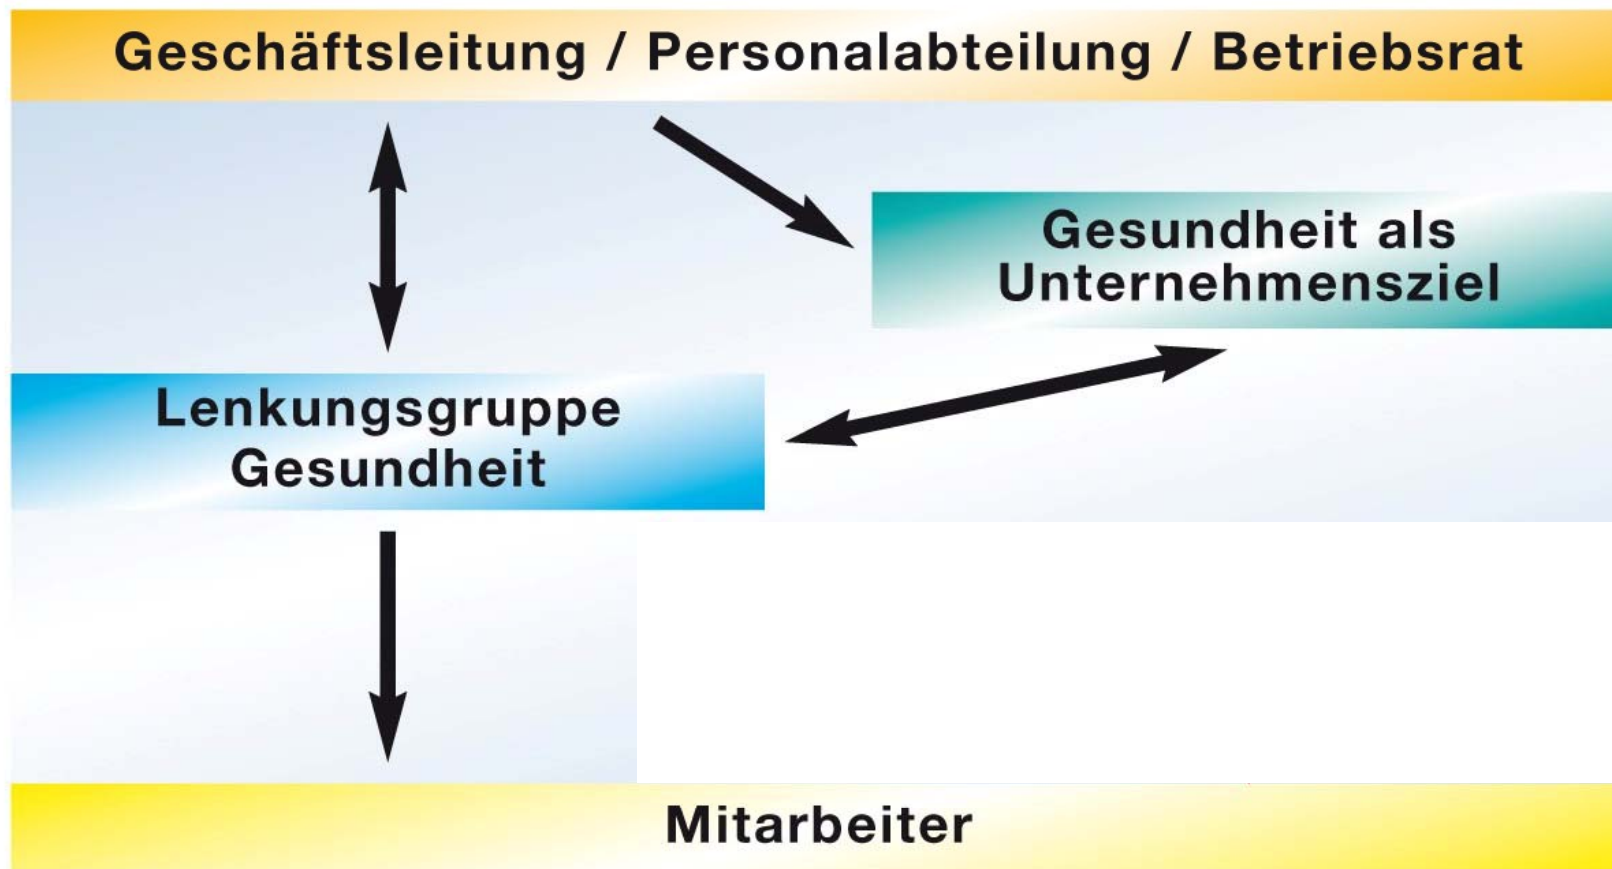 Geschäftsleitung / Personalabteilung / Betriebsrat
Gesundheit als
Unternehmensziel
Lenkungsgruppe
Gesundheit
Mitarbeiter